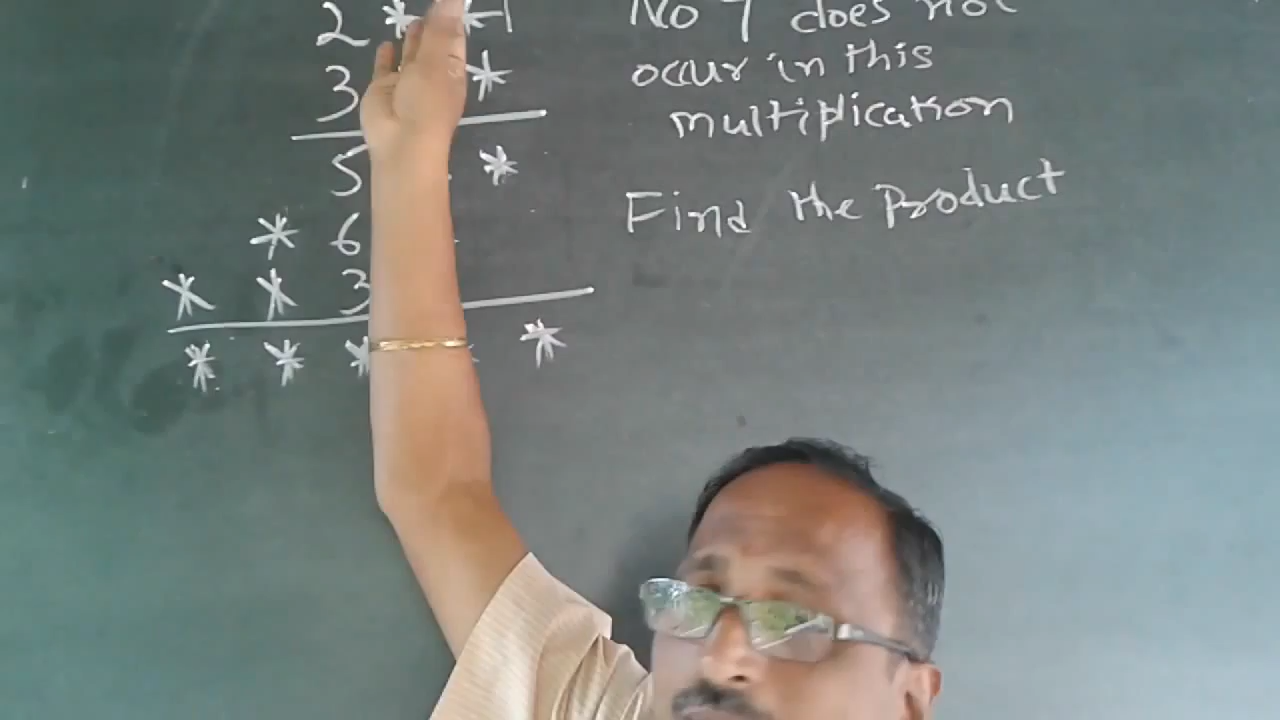 2 * *
3 *
5 *
* 6
* * 3
* * * *
No 7 does not
occur in this
multiplication
Find the Product